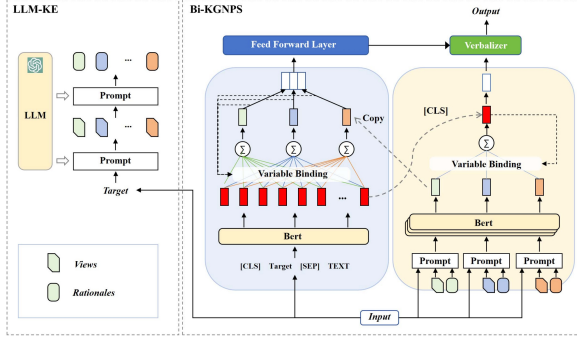 LLM-KE
Bi-KGNPS
Output
Feed Forward Layer
Verbalizer
LLM
...
Prompt
...
Prompt
Target
Copy
[CLS]
Σ
Σ
Σ
Σ
Variable Binding
Variable Binding
...
Bert
Bert
[CLS] Target [SEP] TEXT
Prompt Prompt Prompt
Views
Rationales
Input